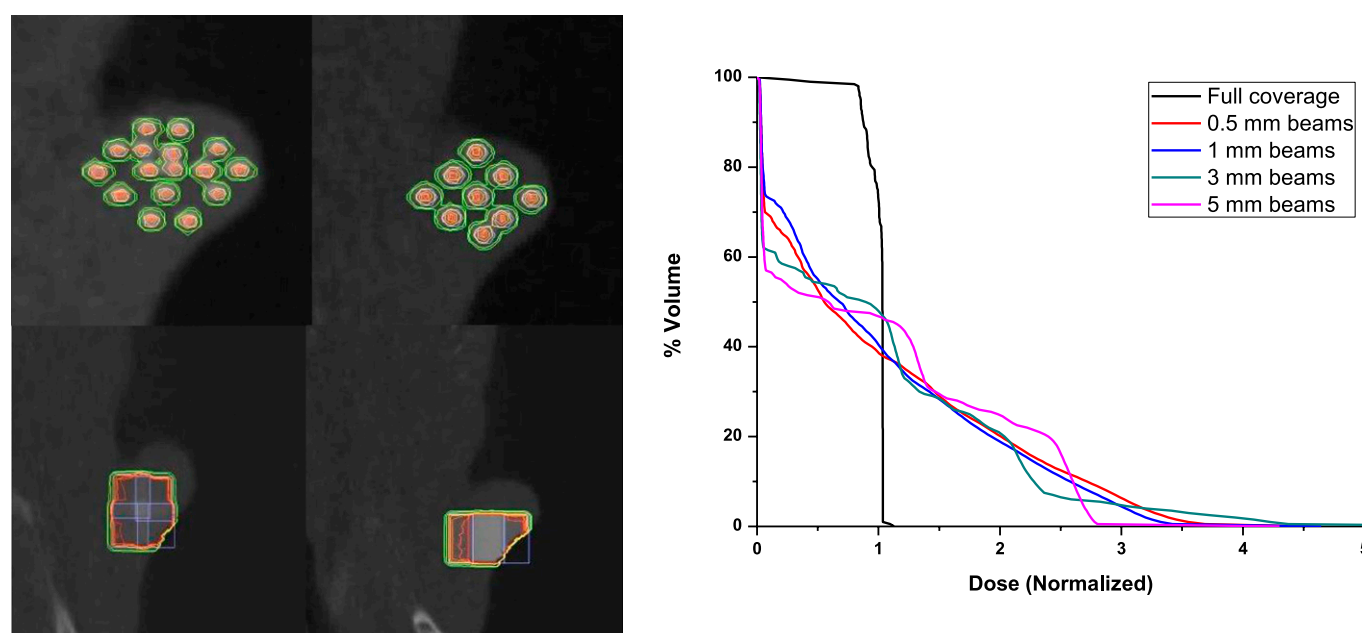 100
80
60
40
20
0
% Volume
0
1
2
3
4
5
Dose (Normalized)
Full coverage
0.5 mm beams
1 mm beams
3 mm beams
5 mm beams